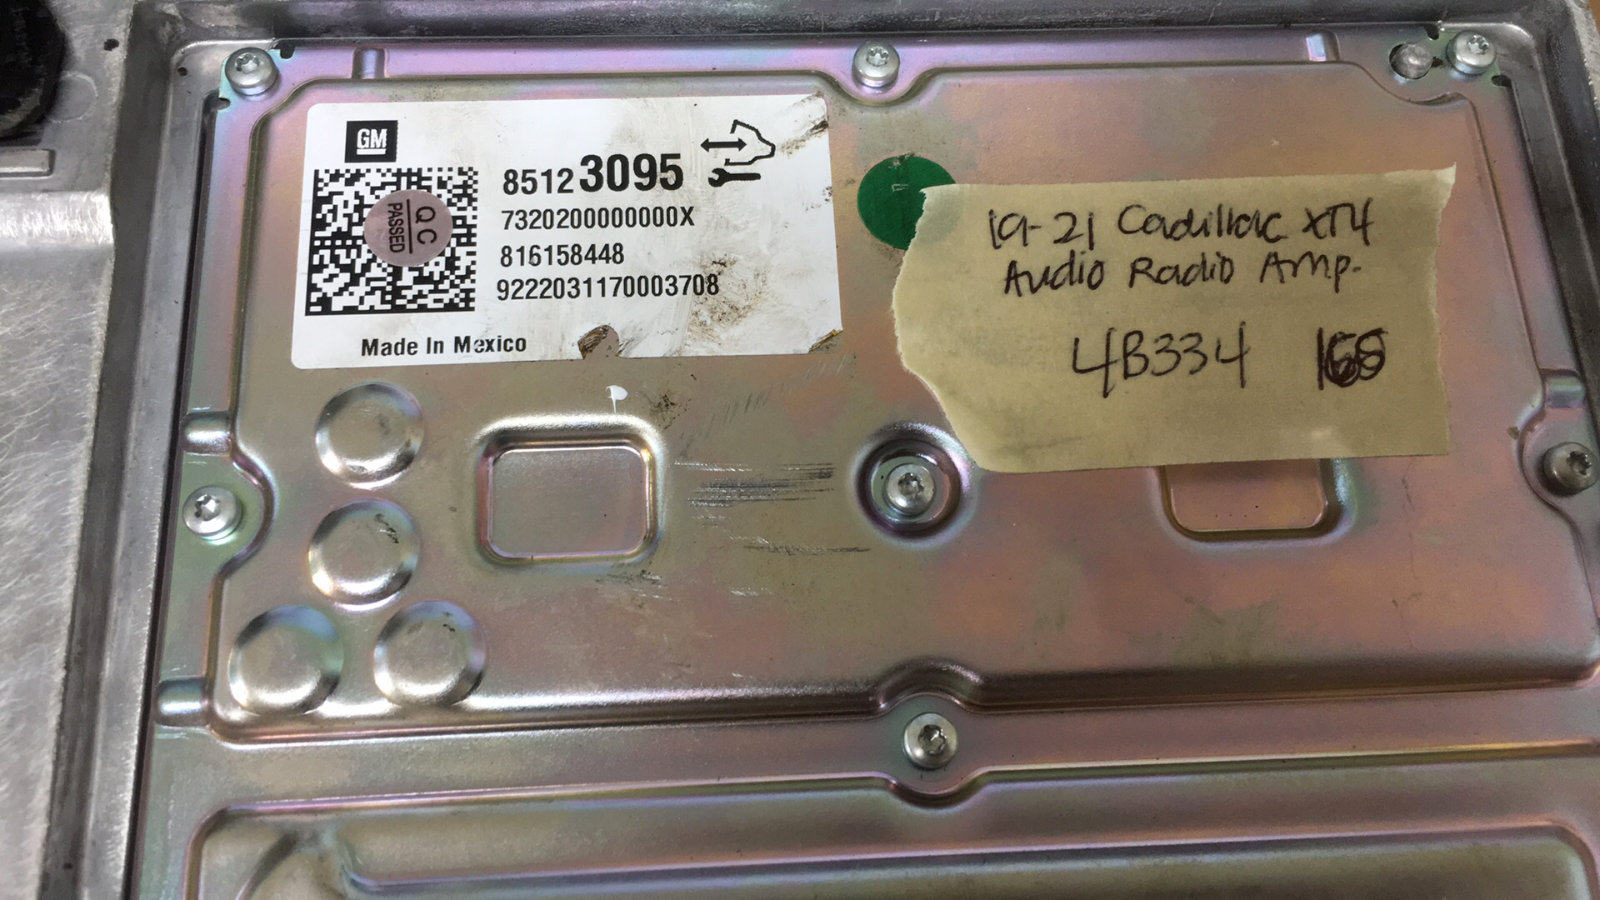 GM
QC
PASSED
85123095
7320200000000X
816158448
9222031170003708
Made In Mexico
19-21 Cadillac XT4
Audio Radio Amp.
4B334